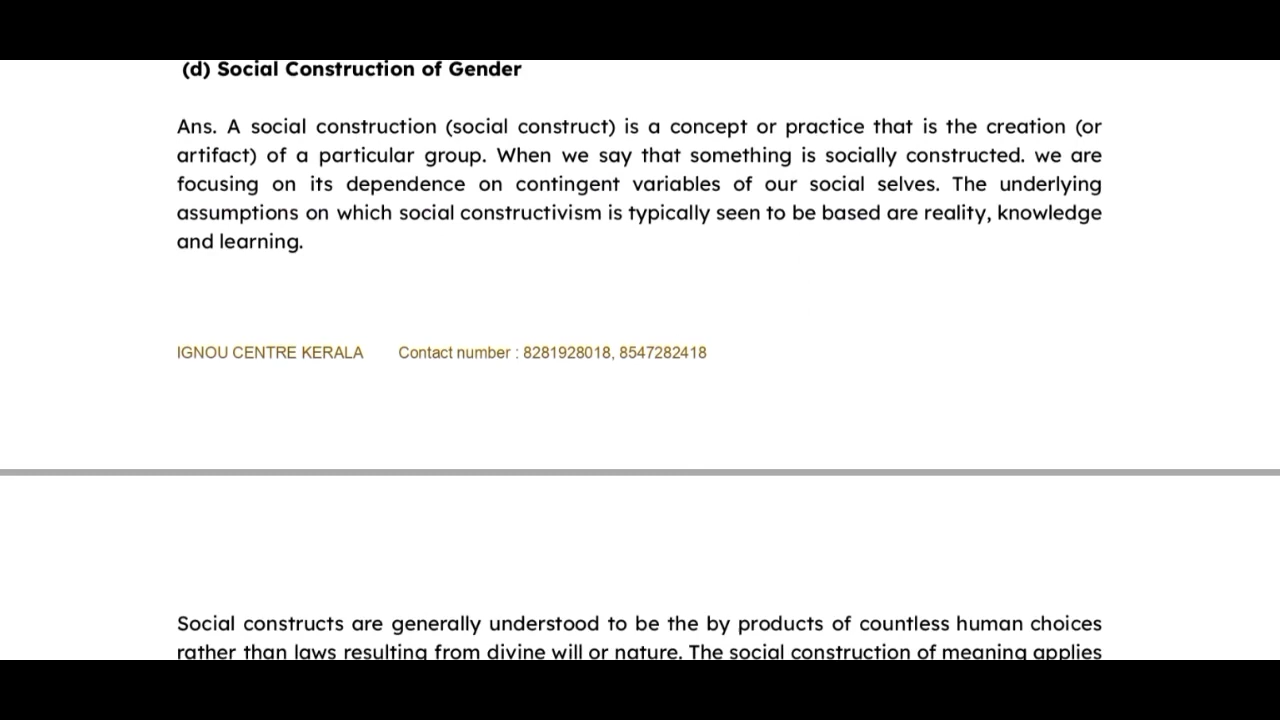 (d) Social Construction of Gender
Ans. A social construction (social construct) is a concept or practice that is the creation (or
artifact) of a particular group. When we say that something is socially constructed. we are
focusing on its dependence on contingent variables of our social selves. The underlying
assumptions on which social constructivism is typically seen to be based are reality, knowledge
and learning.
IGNOU CENTRE KERALA Contact number : 8281928018, 8547282418
Social constructs are generally understood to be the by products of countless human choices
rather than laws resulting from divine will or nature. The social construction of meaning applies